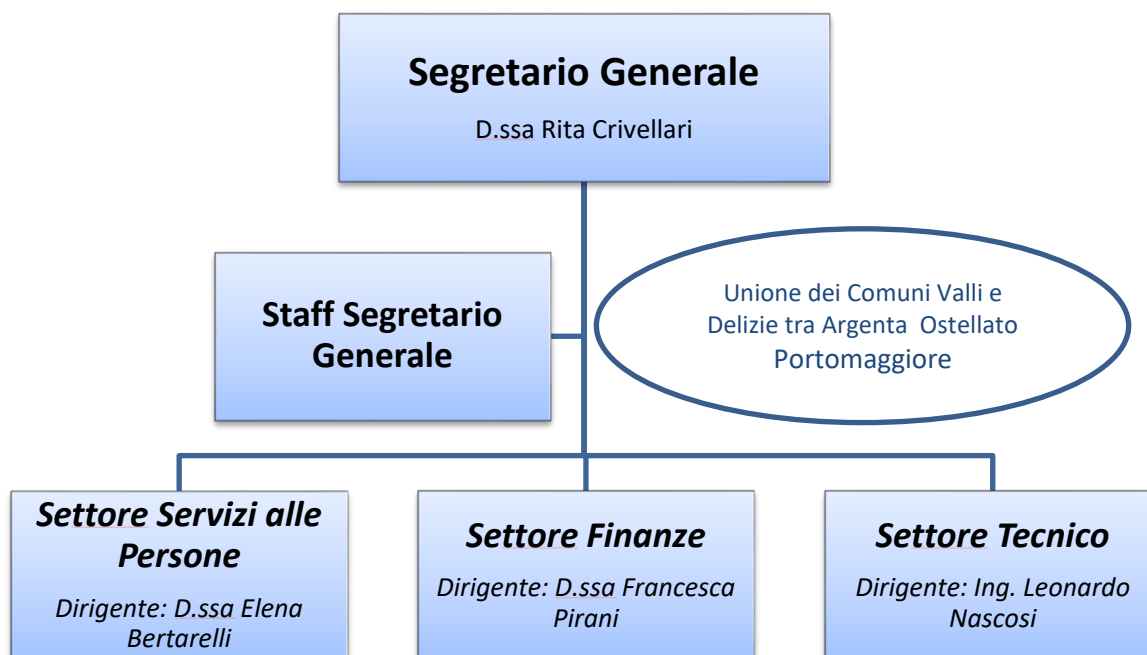 Segretario Generale
D.ssa Rita Crivellari
Staff Segretario
Generale
Unione dei Comuni Valli e
Delizie tra Argenta  Ostellato
Portomaggiore
Settore Servizi alle
Persone
Dirigente: D.ssa Elena
Bertarelli
Settore Finanze
Dirigente: D.ssa Francesca
Pirani
Settore Tecnico
Dirigente: Ing. Leonardo
Nascosi